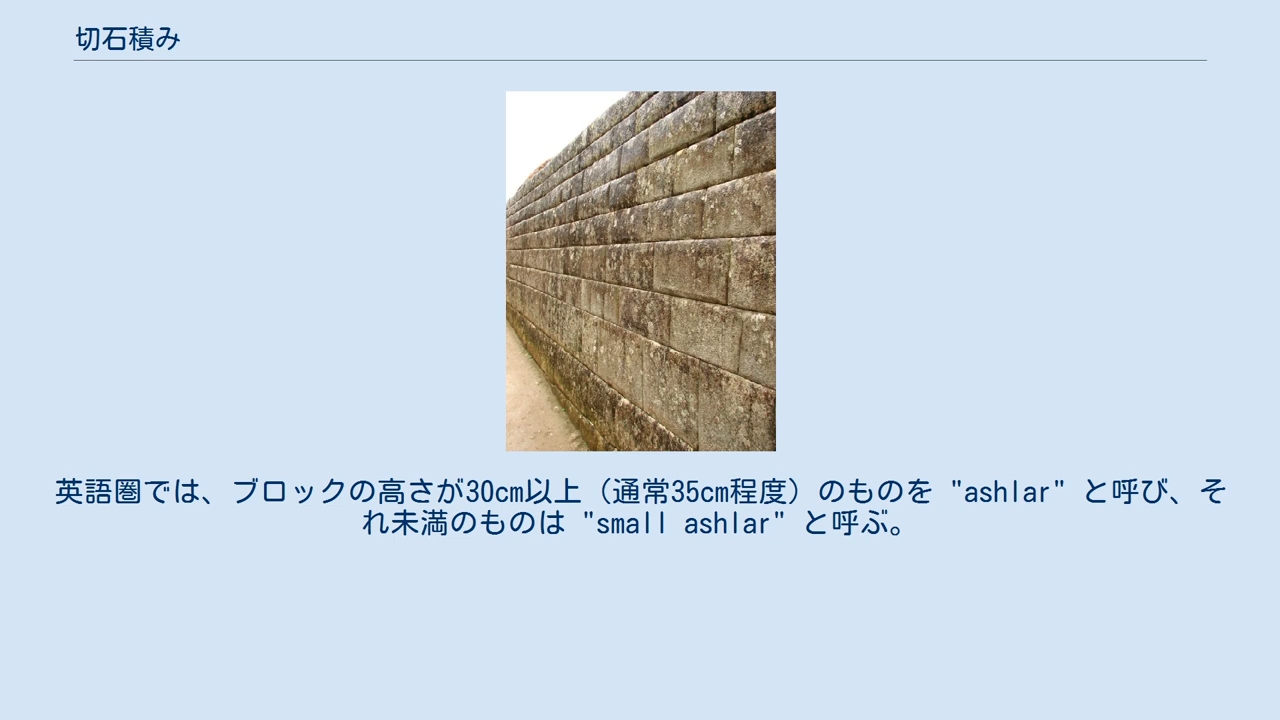 切石積み
英語圏では、ブロックの高さが30cm以上（通常35cm程度）のものを "ashlar" と呼び、そ
れ未満のものは "small ashlar" と呼ぶ。